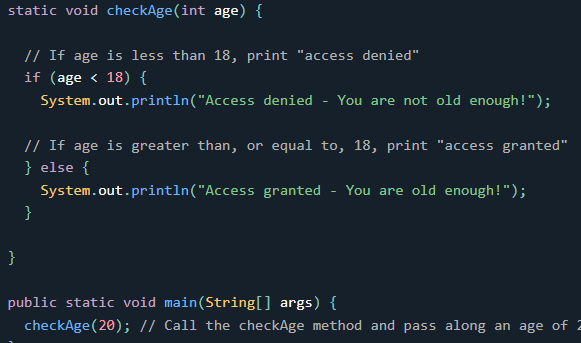 static void checkAge(int age) {
// If age is less than 18, print "access denied"
if (age < 18) {
System.out.println("Access denied - You are not old enough!");
// If age is greater than, or equal to, 18, print "access granted"
} else {
System.out.println("Access granted - You are old enough!");
}
}
public static void main(String[] args) {
checkAge(20); // Call the checkAge method and pass along an age of